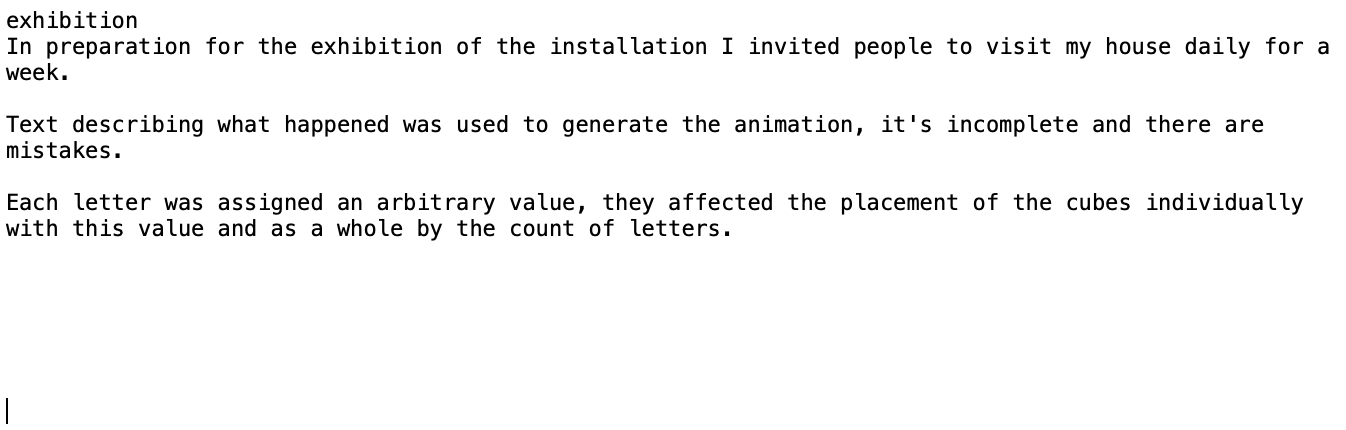 exhibition
In preparation for the exhibition of the installation I invited people to visit my house daily for a
week.
Text describing what happened was used to generate the animation, it's incomplete and there are
mistakes.
Each letter was assigned an arbitrary value, they affected the placement of the cubes individually
with this value and as a whole by the count of letters.